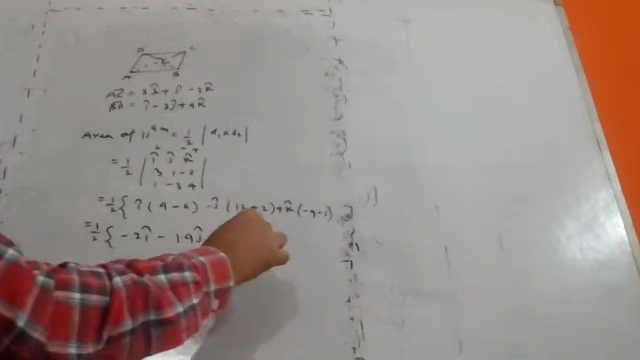 D C
A B
AC = 3î + ĵ - 2k̂
BD = î - 3ĵ + 4k̂
Area of 11gm = 1/2 | d₁ x d₂ |
= 1/2 | î ĵ k̂ |
3 1 -2
1 -3 4
= 1/2 { î (4 - 6) - ĵ (12 + 2) + k̂ (-9 - 1)
= 1/2 { - 2î - 14ĵ